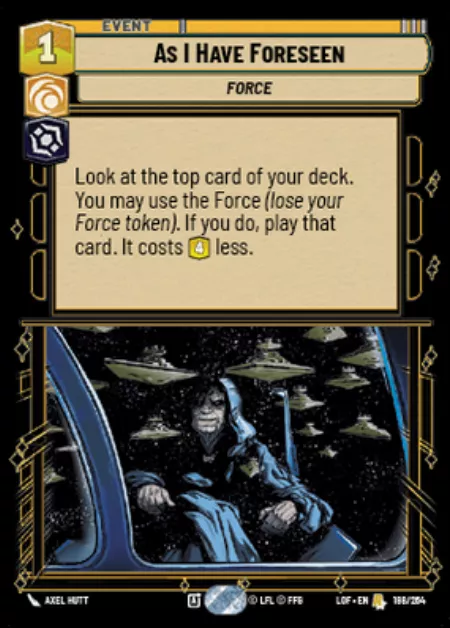 EVENT
1
AS I HAVE FORESEEN
FORCE
Look at the top card of your deck.
You may use the Force (lose your
Force token). If you do, play that
card. It costs 4 less.
AXEL HUTT
© LFL © FFG
LOF • EN